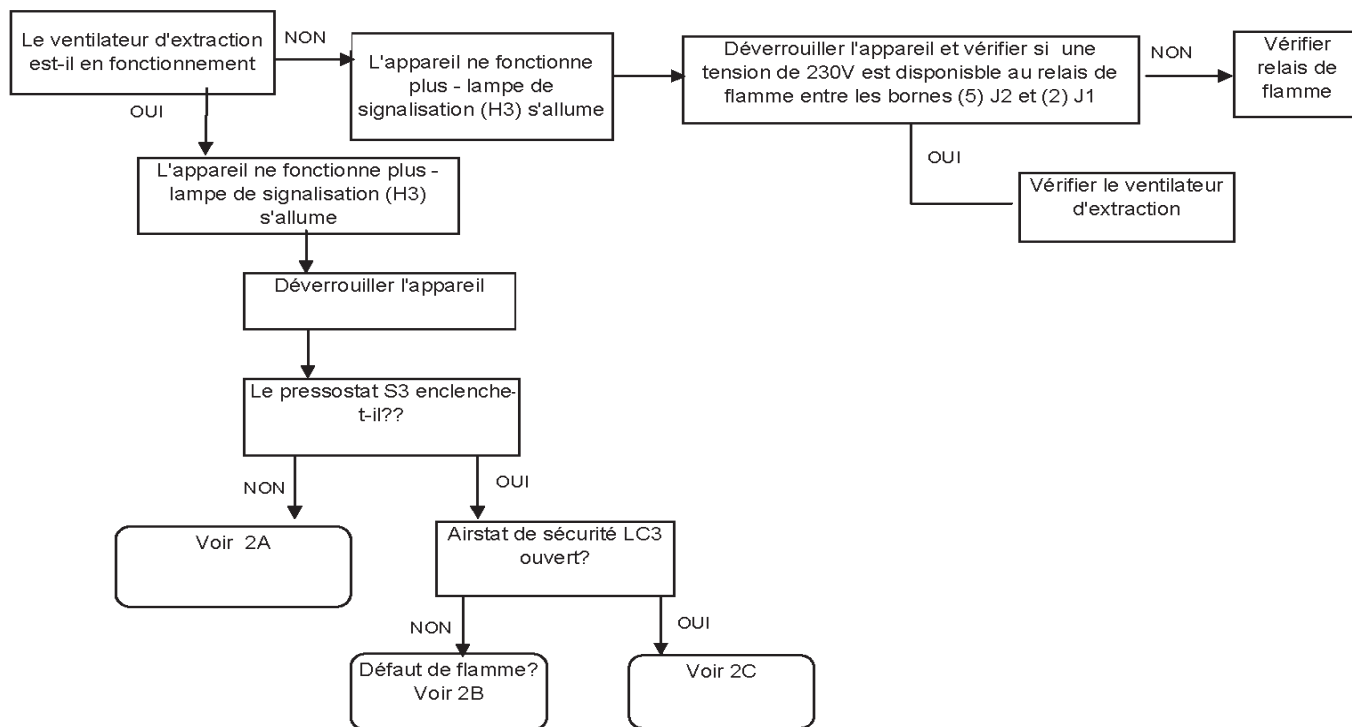 Le ventilateur d'extraction
est-il en fonctionnement
NON
L'appareil ne fonctionne
plus - lampe de
signalisation (H3) s'allume
Déverrouiller l'appareil et vérifier si une
tension de 230V est disponisble au relais de
flamme entre les bornes (5) J2 et (2) J1
NON
Vérifier
relais de
flamme
OUI
OUI
L'appareil ne fonctionne plus -
lampe de signalisation (H3)
s'allume
Vérifier le ventilateur
d'extraction
Déverrouiller l'appareil
Le pressostat S3 enclenche-
t-il??
NON
OUI
Voir 2A
Airstat de sécurité LC3
ouvert?
NON
OUI
Défaut de flamme?
Voir 2B
Voir 2C